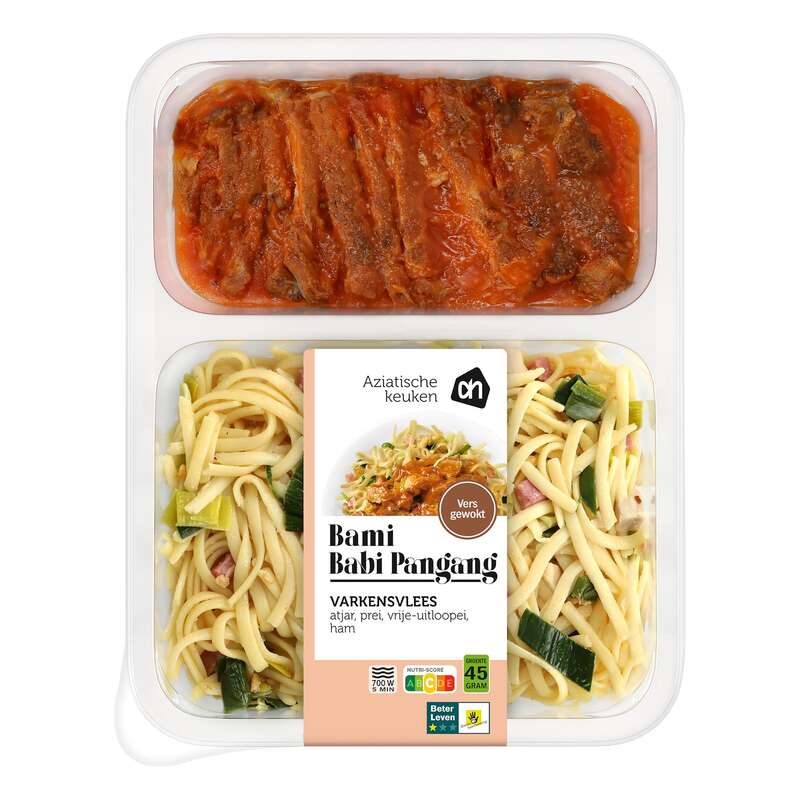 Aziatische
keuken
ah
Vers
gewokt
Bami
Babi Pangang
VARKENSVLEES
atjar, prei, vrije-uitloopei,
ham
700 W
5 MIN
NUTRI-SCORE
A B C D E
GROENTE
45
GRAM
Beter
Leven